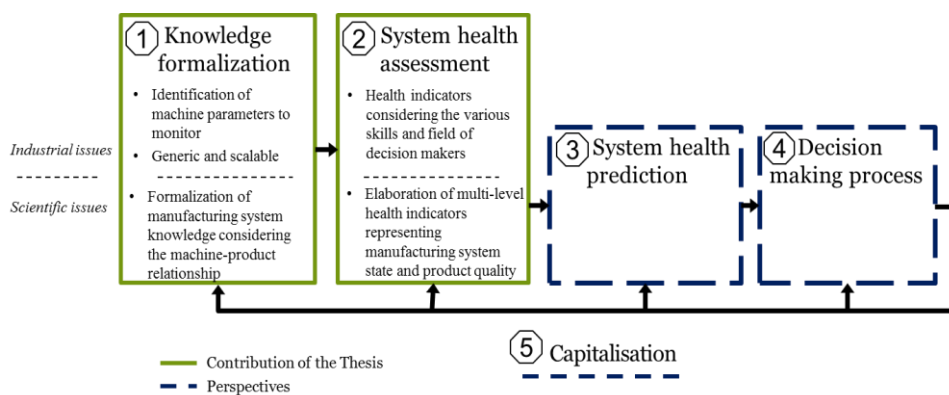 1 Knowledge
formalization
• Identification of
machine parameters to
monitor
• Generic and scalable
• Formalization of
manufacturing system
knowledge considering
the machine-product
relationship
2 System health
assessment
• Health indicators
considering the various
skills and field of
decision makers
• Elaboration of multi-level
health indicators
representing
manufacturing system
state and product quality
Industrial issues
Scientific issues
3 System health
prediction
4 Decision
making process
5 Capitalisation
Contribution of the Thesis
Perspectives